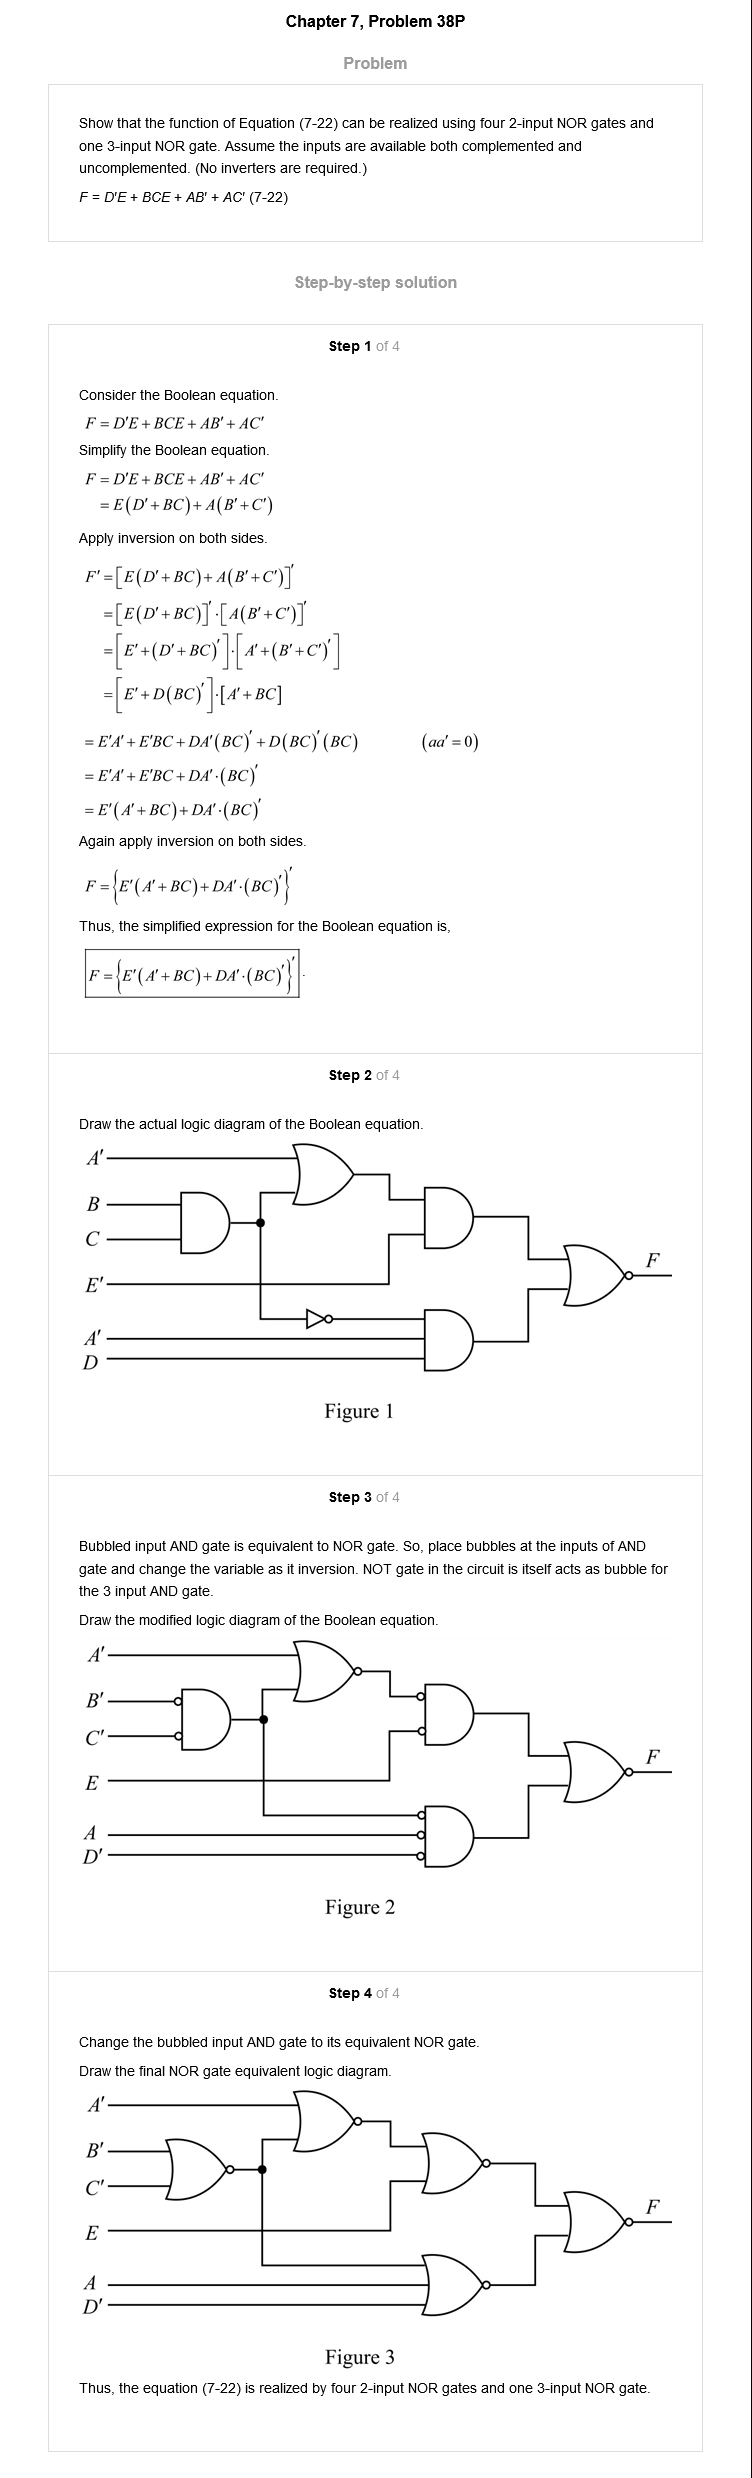 Chapter 7, Problem 38P
Problem
Show that the function of Equation (7-22) can be realized using four 2-input NOR gates and
one 3-input NOR gate. Assume the inputs are available both complemented and
uncomplemented. (No inverters are required.)
F = D'E + BCE + AB' + AC' (7-22)
Step-by-step solution
Step 1 of 4
Consider the Boolean equation.
F = D'E + BCE + AB' + AC'
Simplify the Boolean equation.
F = D'E + BCE + AB' + AC'
= E(D' + BC) + A(B' + C')
Apply inversion on both sides.
F' = [E(D' + BC) + A(B' + C')]'
= [E(D' + BC)]' · [A(B' + C')]'
= [E' + (D' + BC)'] · [A' + (B' + C')']
= [E' + D(BC)'] · [A' + BC]
= E'A' + E'BC + DA'(BC)' + D(BC)'(BC) (aa' = 0)
= E'A' + E'BC + DA' · (BC)'
= E'(A' + BC) + DA' · (BC)'
Again apply inversion on both sides.
F = {E'(A' + BC) + DA' · (BC)'}'
Thus, the simplified expression for the Boolean equation is,
F = {E'(A' + BC) + DA' · (BC)'}' .
Step 2 of 4
Draw the actual logic diagram of the Boolean equation.
A'
B
C
E'
A'
D
F
Figure 1
Step 3 of 4
Bubbled input AND gate is equivalent to NOR gate. So, place bubbles at the inputs of AND
gate and change the variable as it inversion. NOT gate in the circuit is itself acts as bubble for
the 3 input AND gate.
Draw the modified logic diagram of the Boolean equation.
A'
B'
C'
E
A
D'
F
Figure 2
Step 4 of 4
Change the bubbled input AND gate to its equivalent NOR gate.
Draw the final NOR gate equivalent logic diagram.
A'
B'
C'
E
A
D'
F
Figure 3
Thus, the equation (7-22) is realized by four 2-input NOR gates and one 3-input NOR gate.